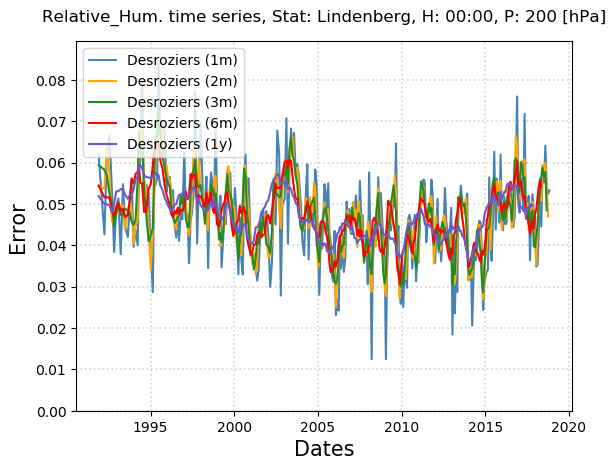 Relative_Hum. time series, Stat: Lindenberg, H: 00:00, P: 200 [hPa]
Desroziers (1m)
Desroziers (2m)
Desroziers (3m)
Desroziers (6m)
Desroziers (1y)
Error
0.08
0.07
0.06
0.05
0.04
0.03
0.02
0.01
0.00
1995 2000 2005 2010 2015 2020
Dates